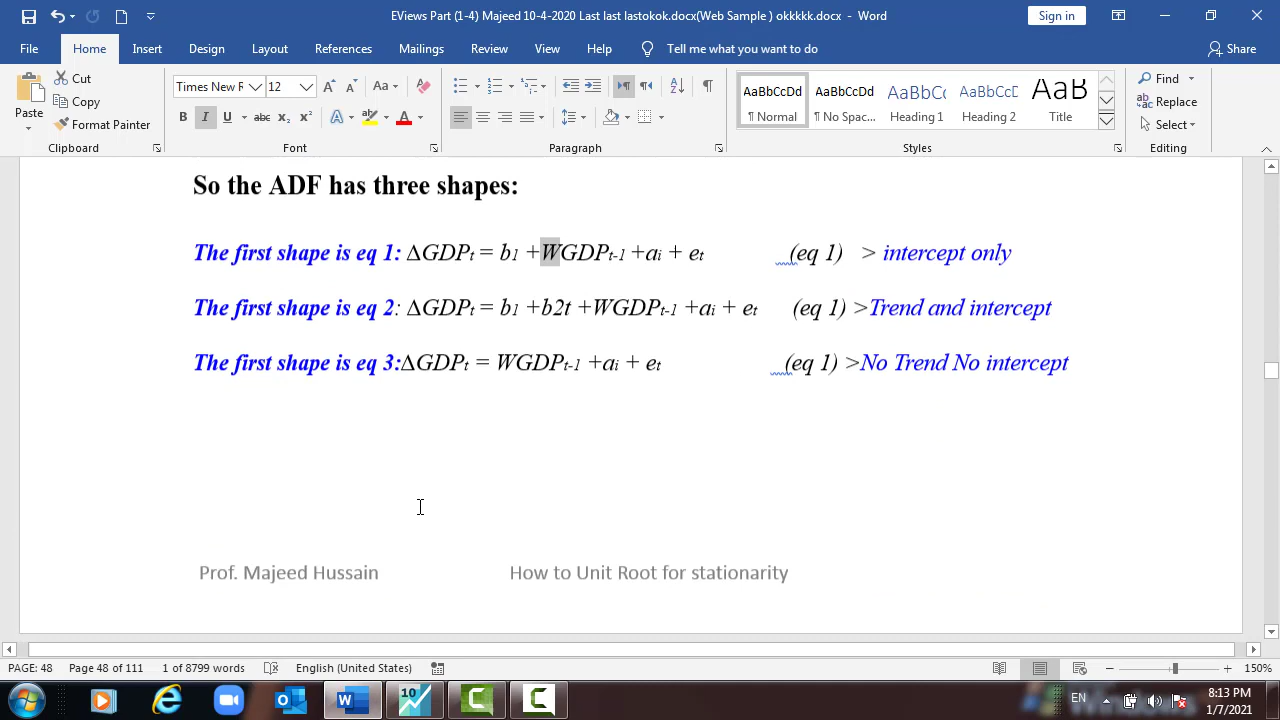 EViews Part (1-4) Majeed 10-4-2020 Last last lastokok.docx(Web Sample ) okkkkk.docx - Word
Sign in
File Home Insert Design Layout References Mailings Review View Help Tell me what you want to do Share
Paste Cut Copy Format Painter
Times New R 12 Aa
B I U abc x₂ x² A A
AaBbCcDd AaBbCcDd AaBbCc AaBbCcDd AaB
¶ Normal ¶ No Spac... Heading 1 Heading 2 Title
Find Replace Select
Clipboard Font Paragraph Styles Editing
So the ADF has three shapes:
The first shape is eq 1: ΔGDPt = b1 +WGDPt-1 +ai + et (eq 1) > intercept only
The first shape is eq 2: ΔGDPt = b1 +b2t +WGDPt-1 +ai + et (eq 1) >Trend and intercept
The first shape is eq 3:ΔGDPt = WGDPt-1 +ai + et (eq 1) >No Trend No intercept
Prof. Majeed Hussain How to Unit Root for stationarity
PAGE: 48 Page 48 of 111 1 of 8799 words English (United States) 150%
10 EN 8:13 PM
1/7/2021